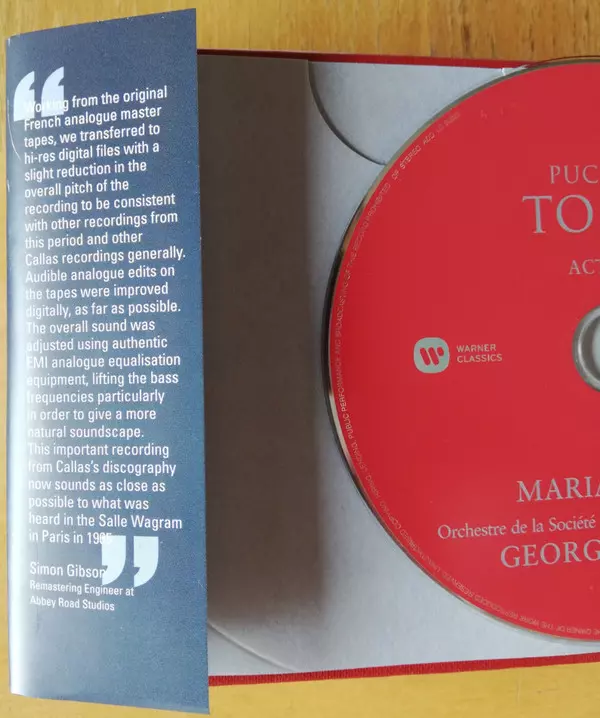 Working from the original
French analogue master
tapes, we transferred to
hi-res digital files with a
slight reduction in the
overall pitch of the
recording to be consistent
with other recordings from
this period and other
Callas recordings generally.
Audible analogue edits on
the tapes were improved
digitally, as far as possible.
The overall sound was
adjusted using authentic
EMI analogue equalisation
equipment, lifting the bass
frequencies particularly
in order to give a more
natural soundscape.
This important recording
from Callas's discography
now sounds as close as
possible to what was
heard in the Salle Wagram
in Paris in 1965.
Simon Gibson
Remastering Engineer at
Abbey Road Studios
PUC
TO
ACT
WARNER
CLASSICS
MARIA
Orchestre de la Société
GEORG